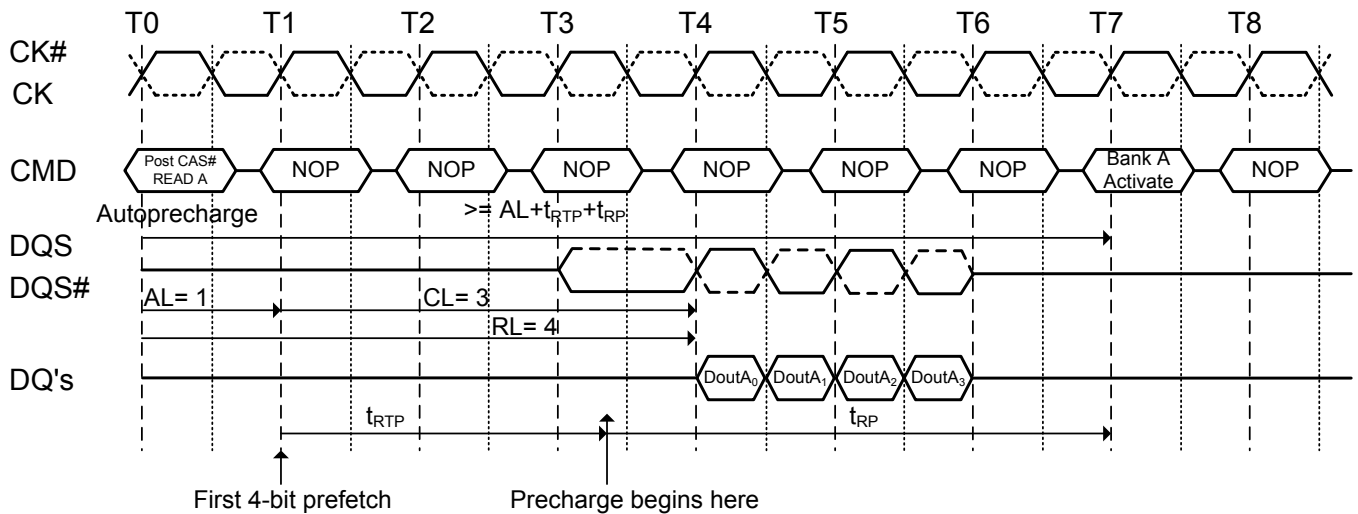 T0 T1 T2 T3 T4 T5 T6 T7 T8
CK#
CK
CMD
Post CAS#
READ A
NOP NOP NOP NOP NOP NOP
Bank A
Activate
NOP
Autoprecharge
>= AL+tRTP+tRP
DQS
DQS#
AL= 1
CL= 3
RL= 4
DQ's
DoutA0 DoutA1 DoutA2 DoutA3
tRTP
tRP
First 4-bit prefetch
Precharge begins here